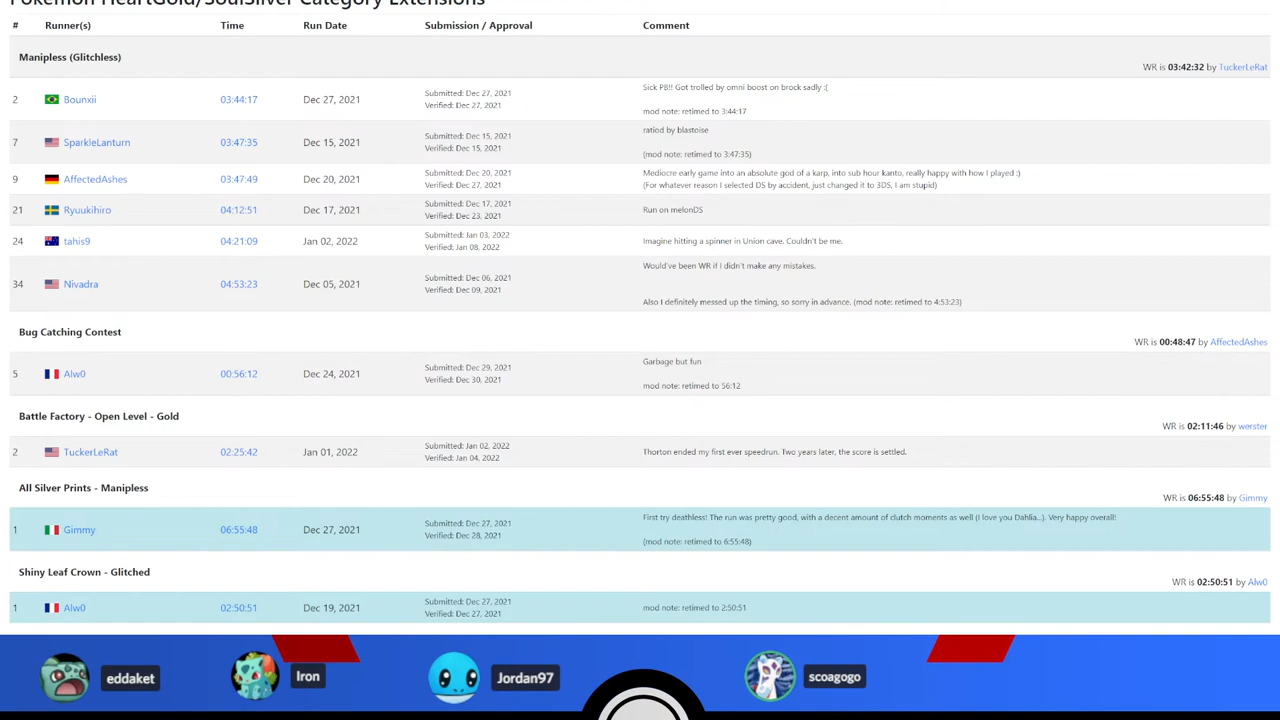 Pokémon HeartGold/SoulSilver Category Extensions
# Runner(s) Time Run Date Submission / Approval Comment
Manipless (Glitchless)
WR is 03:42:32 by TuckerLeRat
2 Bounxii 03:44:17 Dec 27, 2021 Submitted: Dec 27, 2021 Sick PB!! Got trolled by omni boost on brock sadly :(
Verified: Dec 27, 2021 mod note: retimed to 3:44:17
7 SparkleLanturn 03:47:35 Dec 15, 2021 Submitted: Dec 15, 2021 ratiod by blastoise
Verified: Dec 15, 2021 (mod note: retimed to 3:47:35)
9 AffectedAshes 03:47:49 Dec 20, 2021 Submitted: Dec 20, 2021 Mediocre early game into an absolute god of a karp, into sub hour kanto, really happy with how I played :)
Verified: Dec 27, 2021 (For whatever reason I selected DS by accident, just changed it to 3DS, I am stupid)
21 Ryuukihiro 04:12:51 Dec 17, 2021 Submitted: Dec 17, 2021 Run on melonDS
Verified: Dec 23, 2021
24 tahis9 04:21:09 Jan 02, 2022 Submitted: Jan 03, 2022 Imagine hitting a spinner in Union cave. Couldn't be me.
Verified: Jan 08, 2022
34 Nivadra 04:53:23 Dec 05, 2021 Submitted: Dec 06, 2021 Would've been WR if I didn't make any mistakes.
Verified: Dec 09, 2021 Also I definitely messed up the timing, so sorry in advance. (mod note: retimed to 4:53:23)
Bug Catching Contest
WR is 00:48:47 by AffectedAshes
5 Alw0 00:56:12 Dec 24, 2021 Submitted: Dec 29, 2021 Garbage but fun
Verified: Dec 30, 2021 mod note: retimed to 56:12
Battle Factory - Open Level - Gold
WR is 02:11:46 by werster
2 TuckerLeRat 02:25:42 Jan 01, 2022 Submitted: Jan 02, 2022 Thorton ended my first ever speedrun. Two years later, the score is settled.
Verified: Jan 04, 2022
All Silver Prints - Manipless
WR is 06:55:48 by Gimmy
1 Gimmy 06:55:48 Dec 27, 2021 Submitted: Dec 27, 2021 First try deathless! The run was pretty good, with a decent amount of clutch moments as well (I love you Dahlia...). Very happy overall!
Verified: Dec 28, 2021 (mod note: retimed to 6:55:48)
Shiny Leaf Crown - Glitched
WR is 02:50:51 by Alw0
1 Alw0 02:50:51 Dec 19, 2021 Submitted: Dec 27, 2021 mod note: retimed to 2:50:51
Verified: Dec 27, 2021
eddaket Iron Jordan97 scoagogo